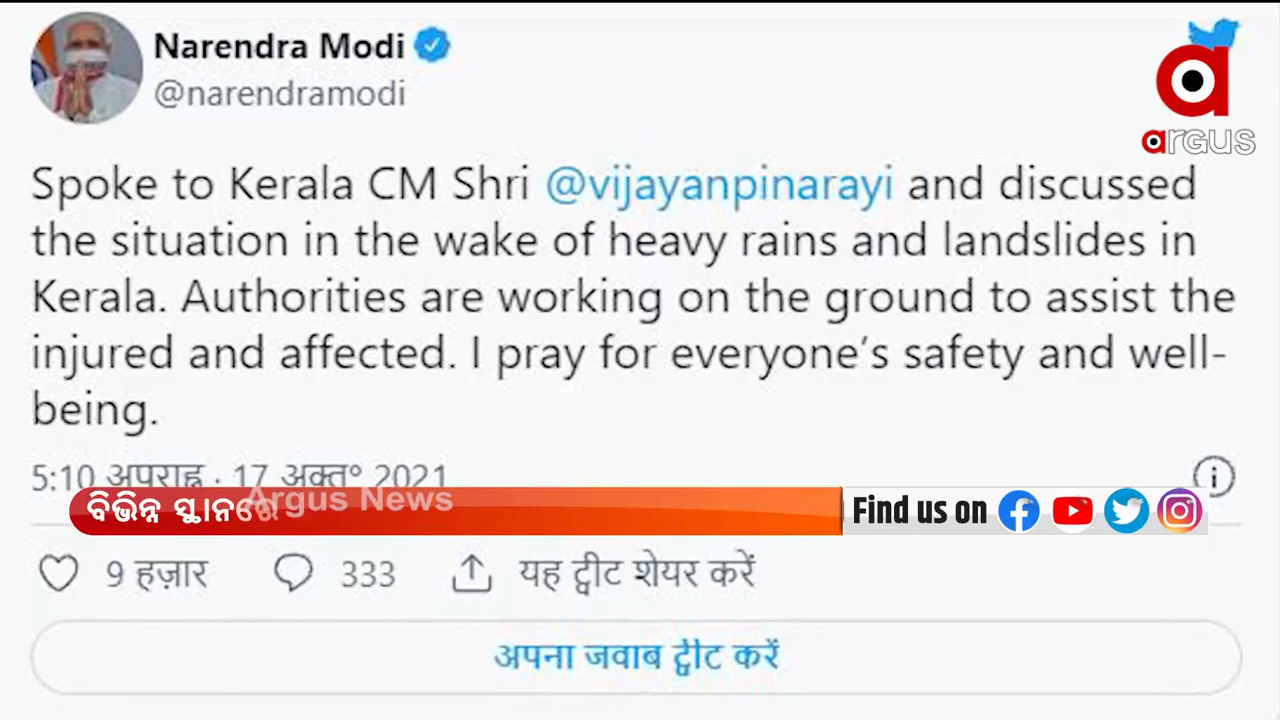 Narendra Modi
@narendramodi
argus
Spoke to Kerala CM Shri @vijayanpinarayi and discussed
the situation in the wake of heavy rains and landslides in
Kerala. Authorities are working on the ground to assist the
injured and affected. I pray for everyone's safety and well-
being.
5:10 अपराह्न · 17 अक्तू॰ 2021
Argus News
ବିଭିନ୍ନ ସ୍ଥାନରେ
Find us on
9 हज़ार 333 यह ट्वीट शेयर करें
अपना जवाब ट्वीट करें